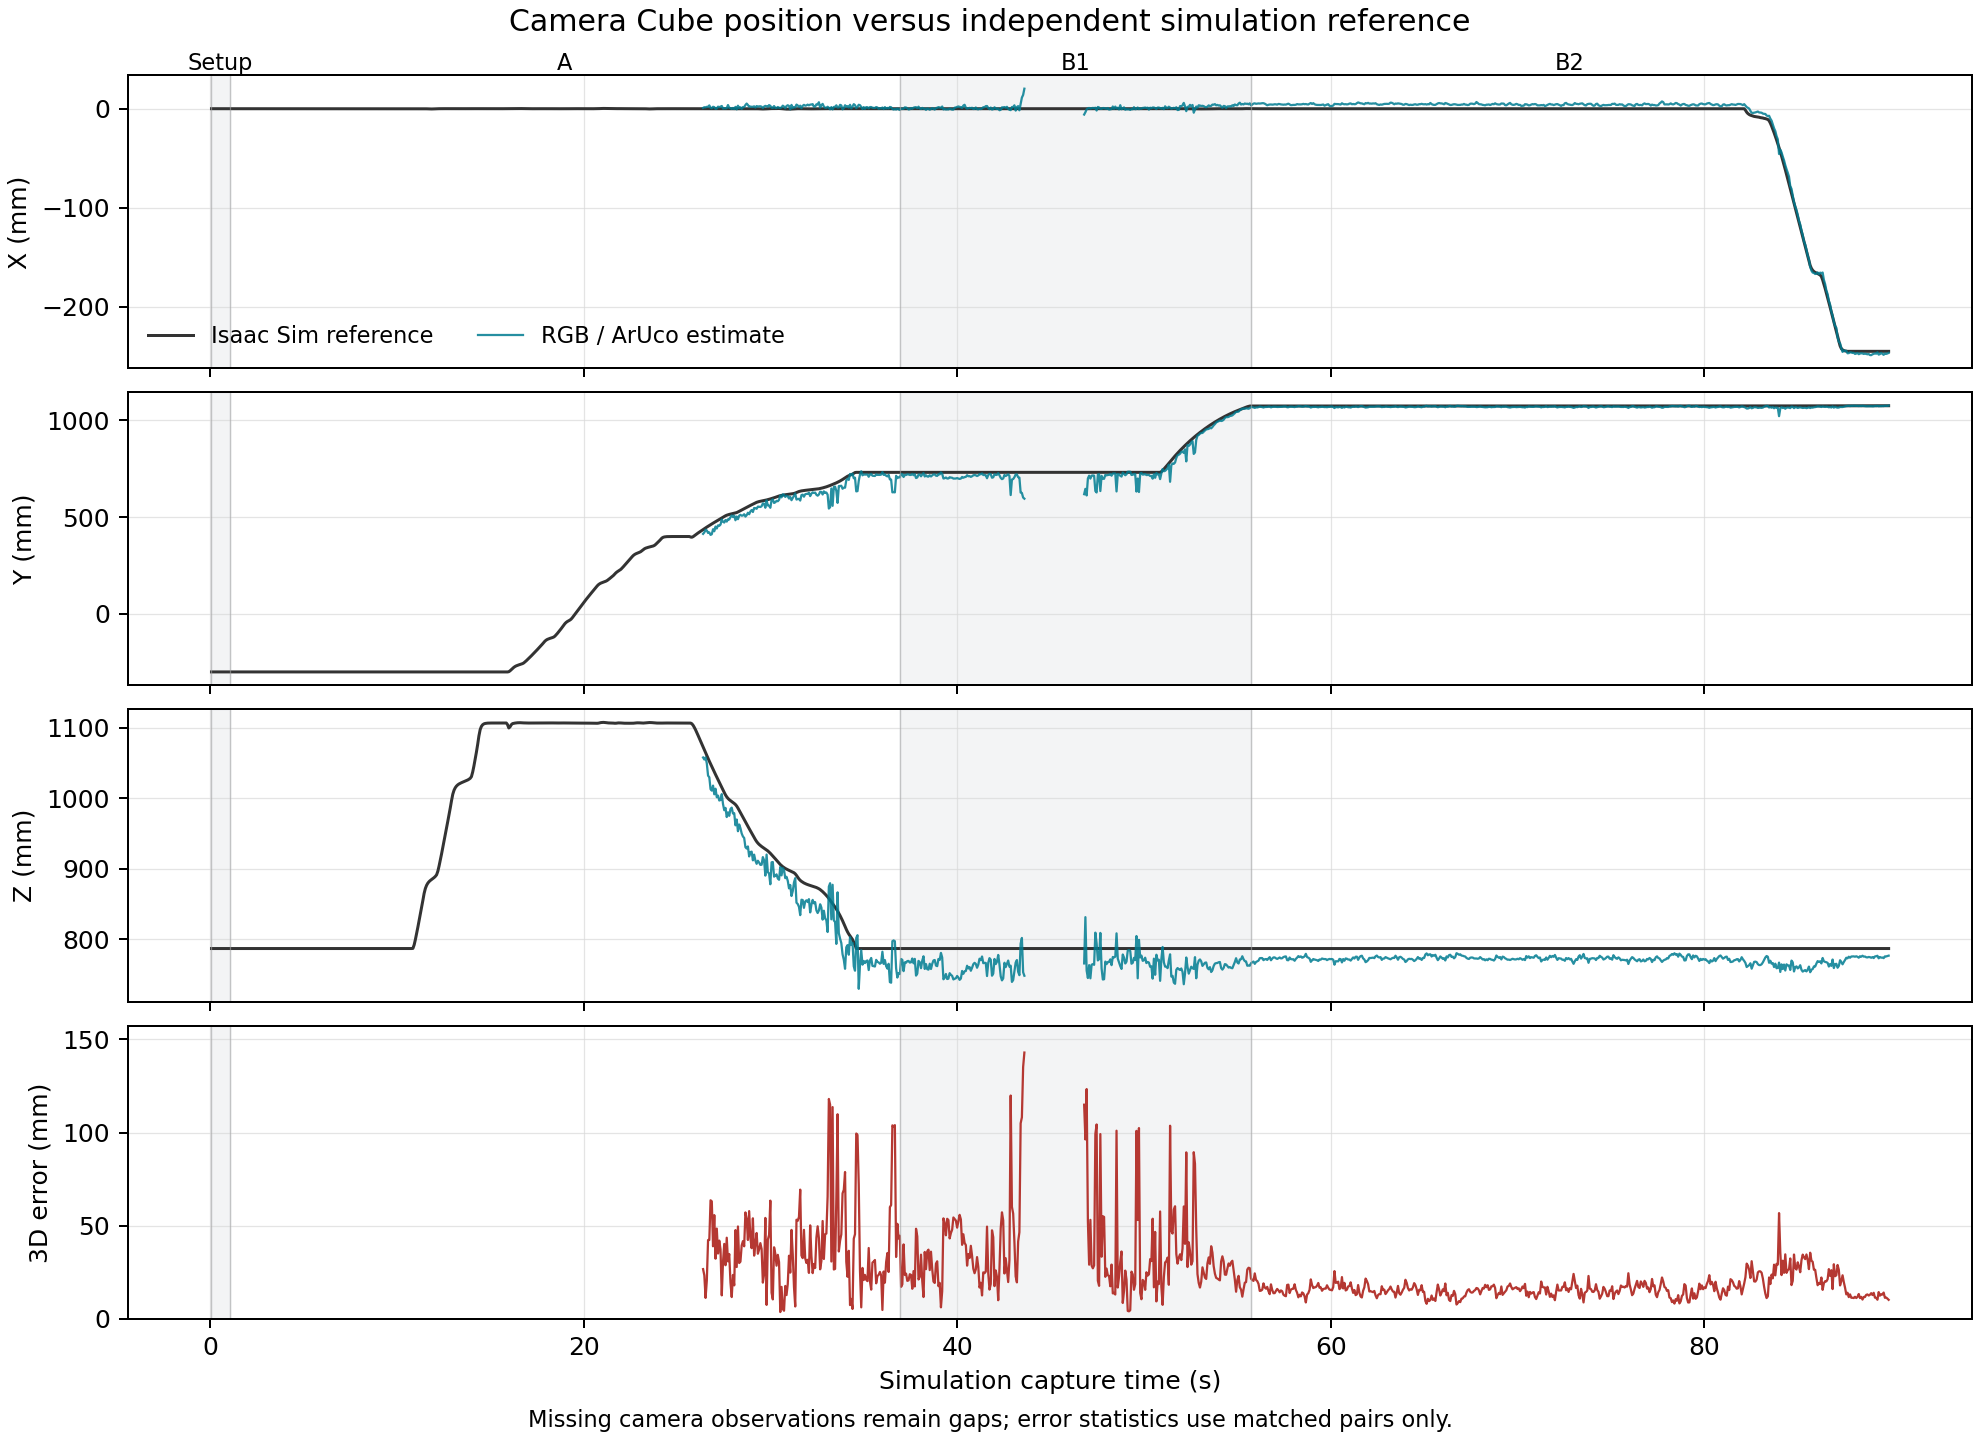 Camera Cube position versus independent simulation reference
Setup A B1 B2
X (mm)
0
−100
−200
Isaac Sim reference RGB / ArUco estimate
Y (mm)
1000
500
0
Z (mm)
1100
1000
900
800
3D error (mm)
150
100
50
0
0 20 40 60 80
Simulation capture time (s)
Missing camera observations remain gaps; error statistics use matched pairs only.